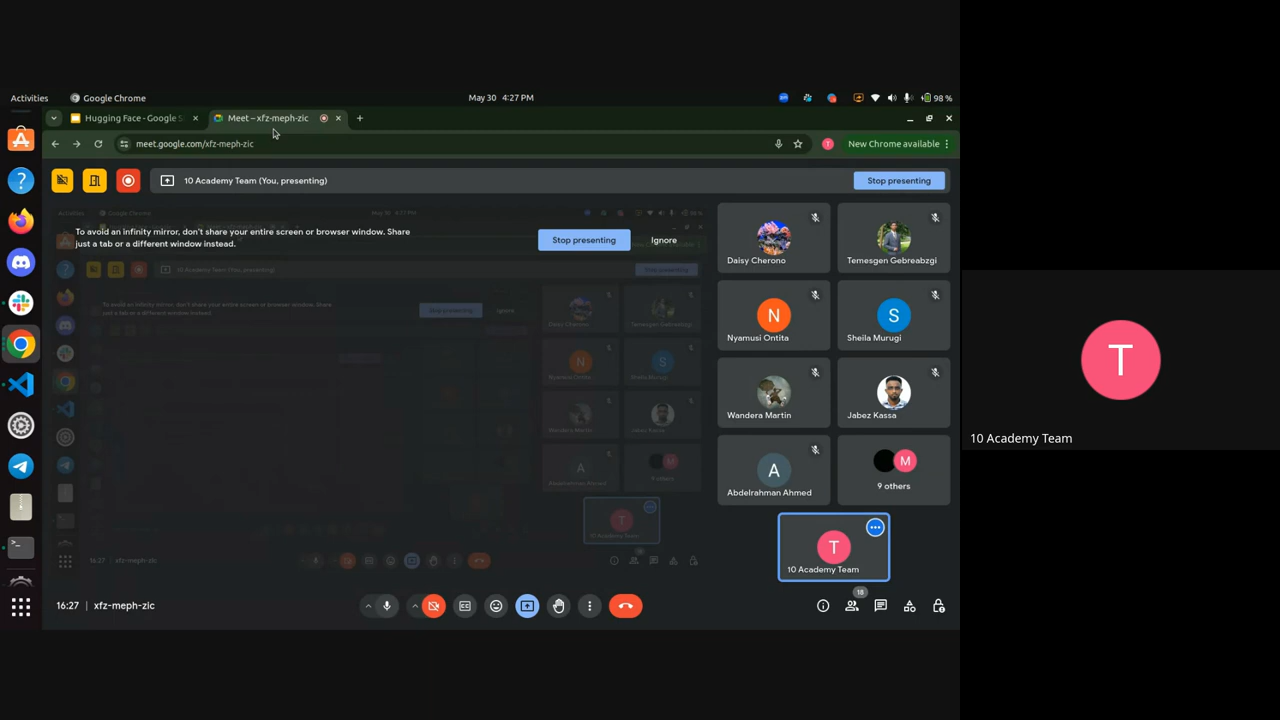 Activities
Google Chrome
May 30 4:27 PM
98 %
Hugging Face - Google S
Meet – xfz-meph-zic
meet.google.com/xfz-meph-zic
New Chrome available
10 Academy Team (You, presenting)
Stop presenting
To avoid an infinity mirror, don't share your entire screen or browser window. Share
just a tab or a different window instead.
Stop presenting
Ignore
Daisy Cherono
Temesgen Gebreabzgi
N
Nyamusi Ontita
S
Sheila Murugi
Wandera Martin
Jabez Kassa
A
Abdelrahman Ahmed
M
9 others
T
10 Academy Team
16:27 | xfz-meph-zic
18
T
10 Academy Team